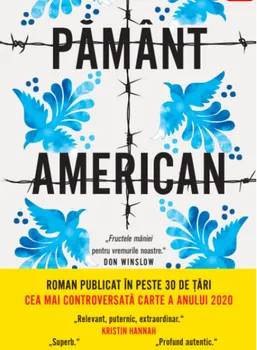 PĂMÂNT
AMERICAN
„Fructele mâniei
pentru vremurile noastre.”
DON WINSLOW
ROMAN PUBLICAT ÎN PESTE 30 DE ȚĂRI
CEA MAI CONTROVERSATĂ CARTE A ANULUI 2020
„Relevant, puternic, extraordinar.”
KRISTIN HANNAH
„Superb.” „Profund autentic.”